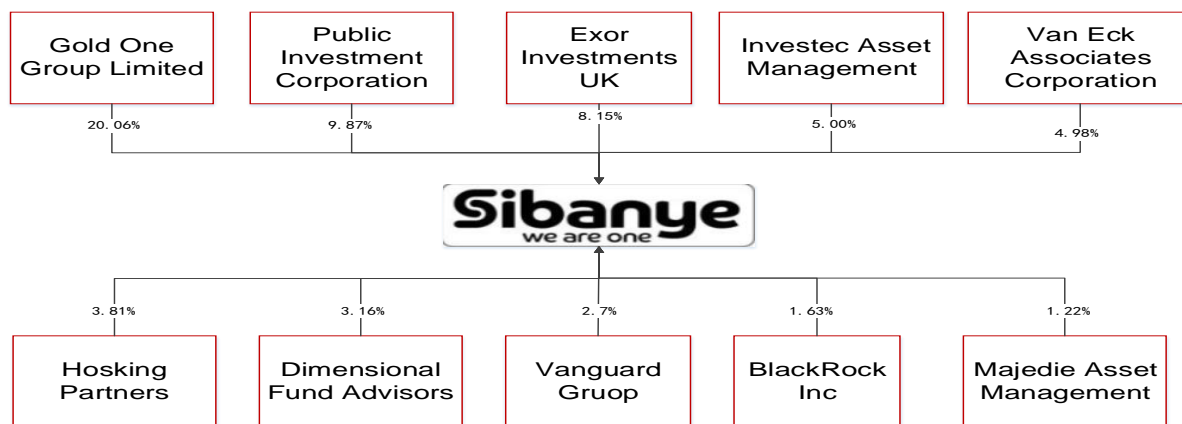 Gold One
Group Limited
Public
Investment
Corporation
Exor
Investments
UK
Investec Asset
Management
Van Eck
Associates
Corporation
20.06%
9.87%
8.15%
5.00%
4.98%
Sibanye
we are one
3.81%
3.16%
2.7%
1.63%
1.22%
Hosking
Partners
Dimensional
Fund Advisors
Vanguard
Gruop
BlackRock
Inc
Majedie Asset
Management